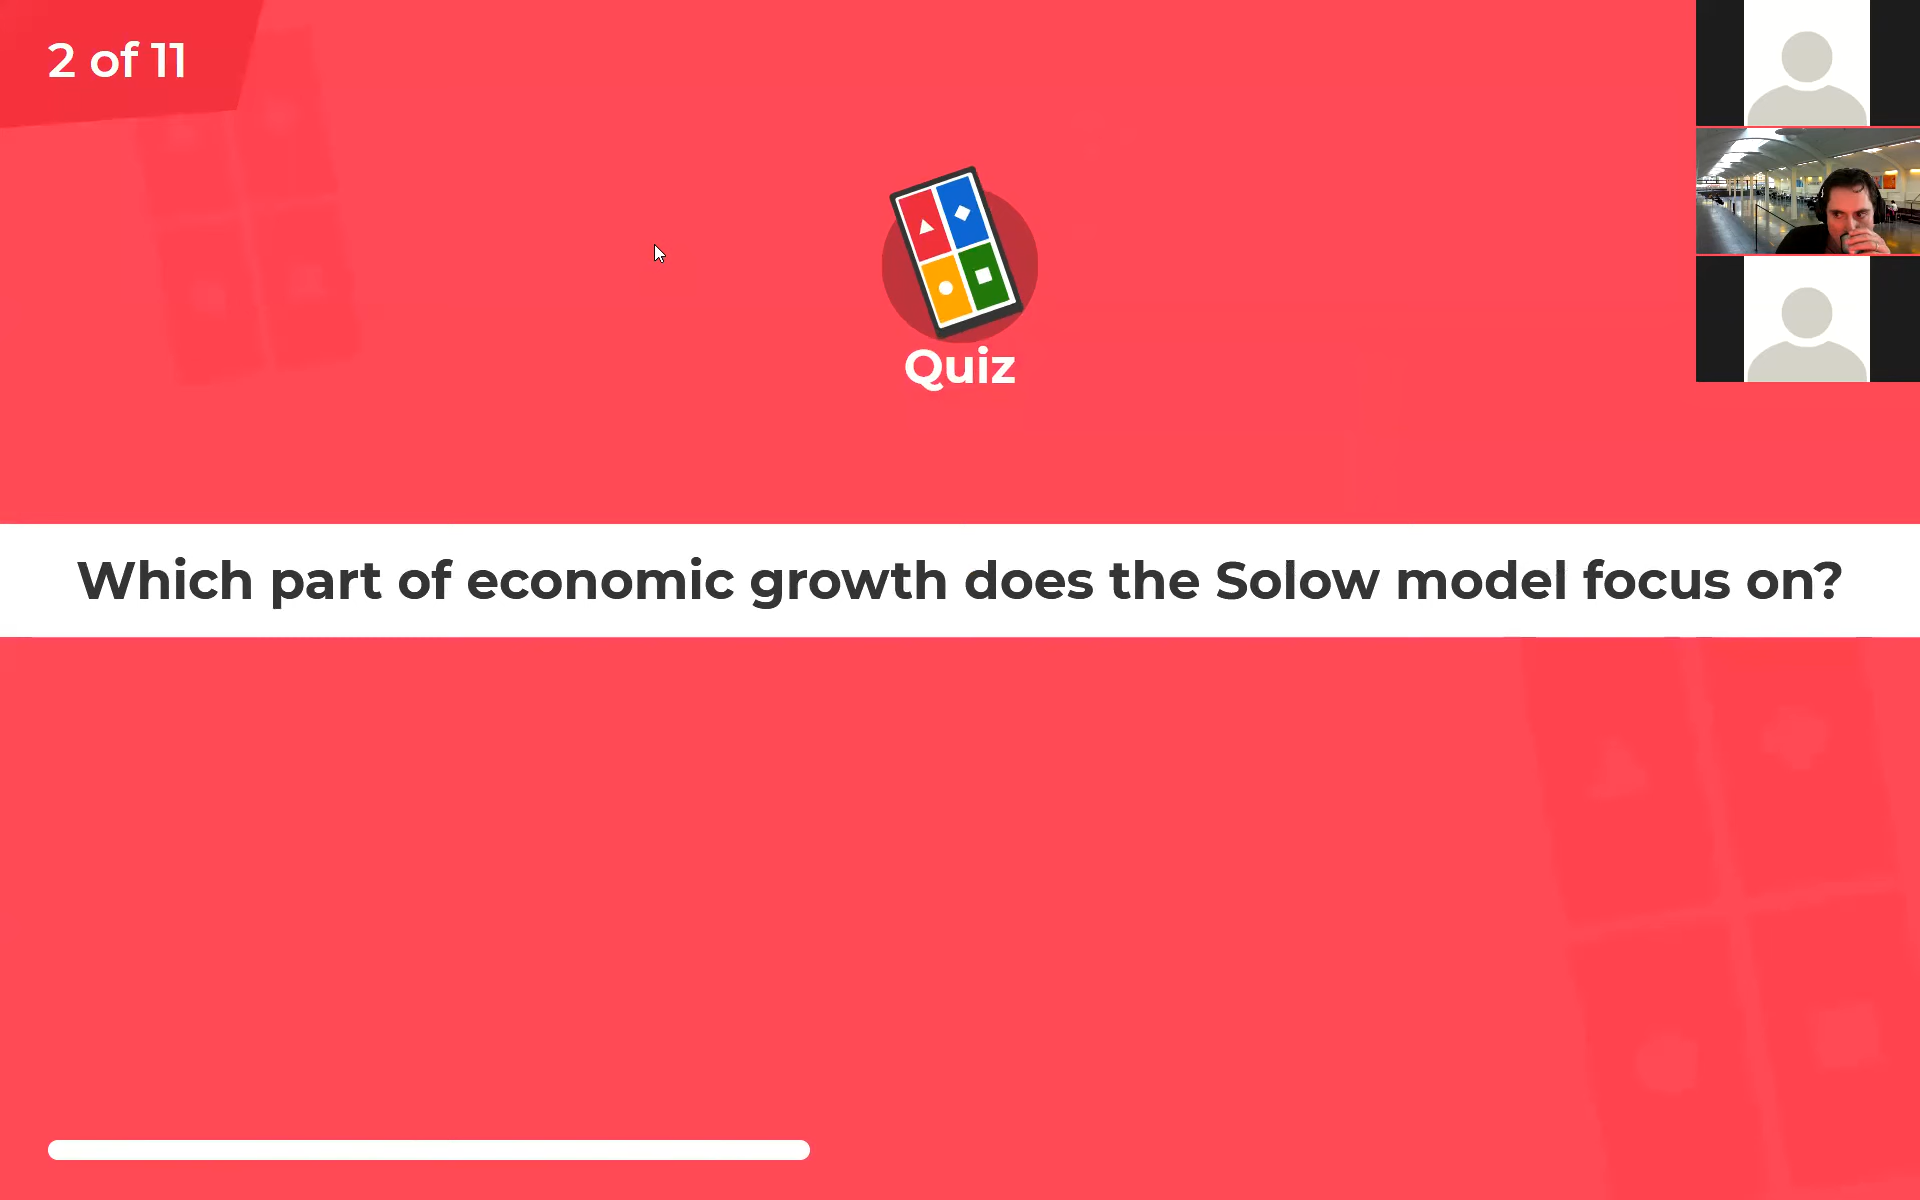 2 of 11
Quiz
Which part of economic growth does the Solow model focus on?